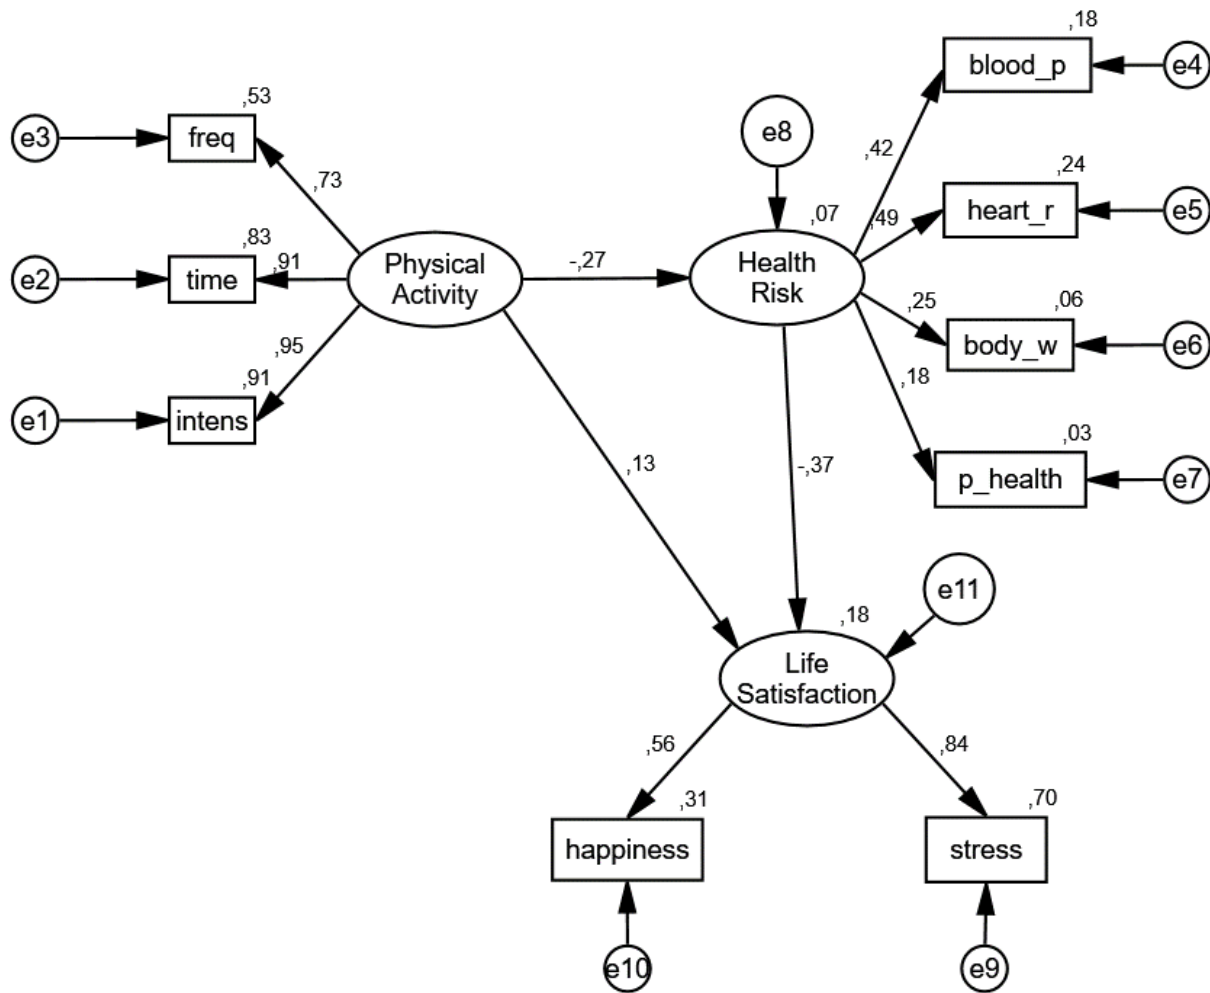 ,18
blood_p
e4
,53
e3
freq
e8
,42
,73
,24
,07
,49
heart_r
e5
,83
e2
time
,91
Physical
Activity
-,27
Health
Risk
,25
,06
body_w
e6
,95
,91
,18
e1
intens
,03
,13
-,37
p_health
e7
e11
,18
Life
Satisfaction
,56
,84
,31
,70
happiness
stress
e10
e9